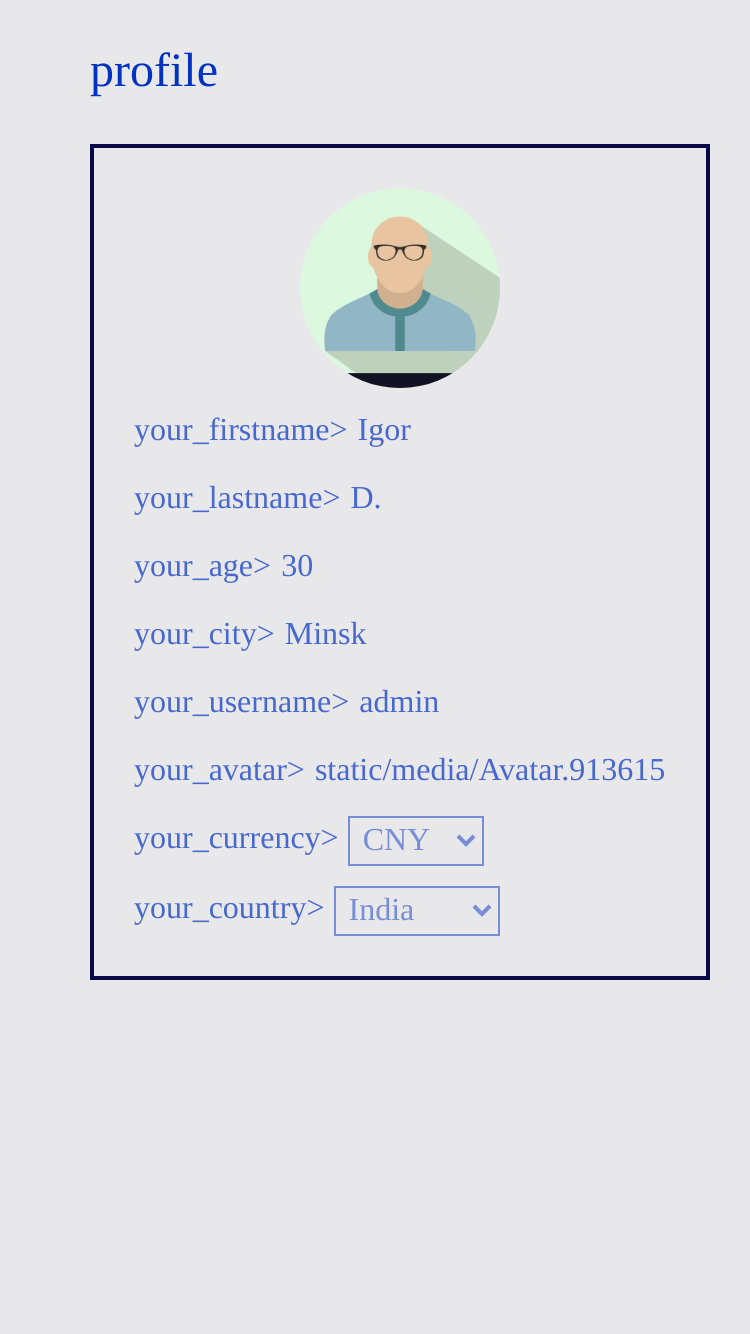 profile
your_firstname> Igor
your_lastname> D.
your_age> 30
your_city> Minsk
your_username> admin
your_avatar> static/media/Avatar.913615
your_currency> CNY
your_country> India